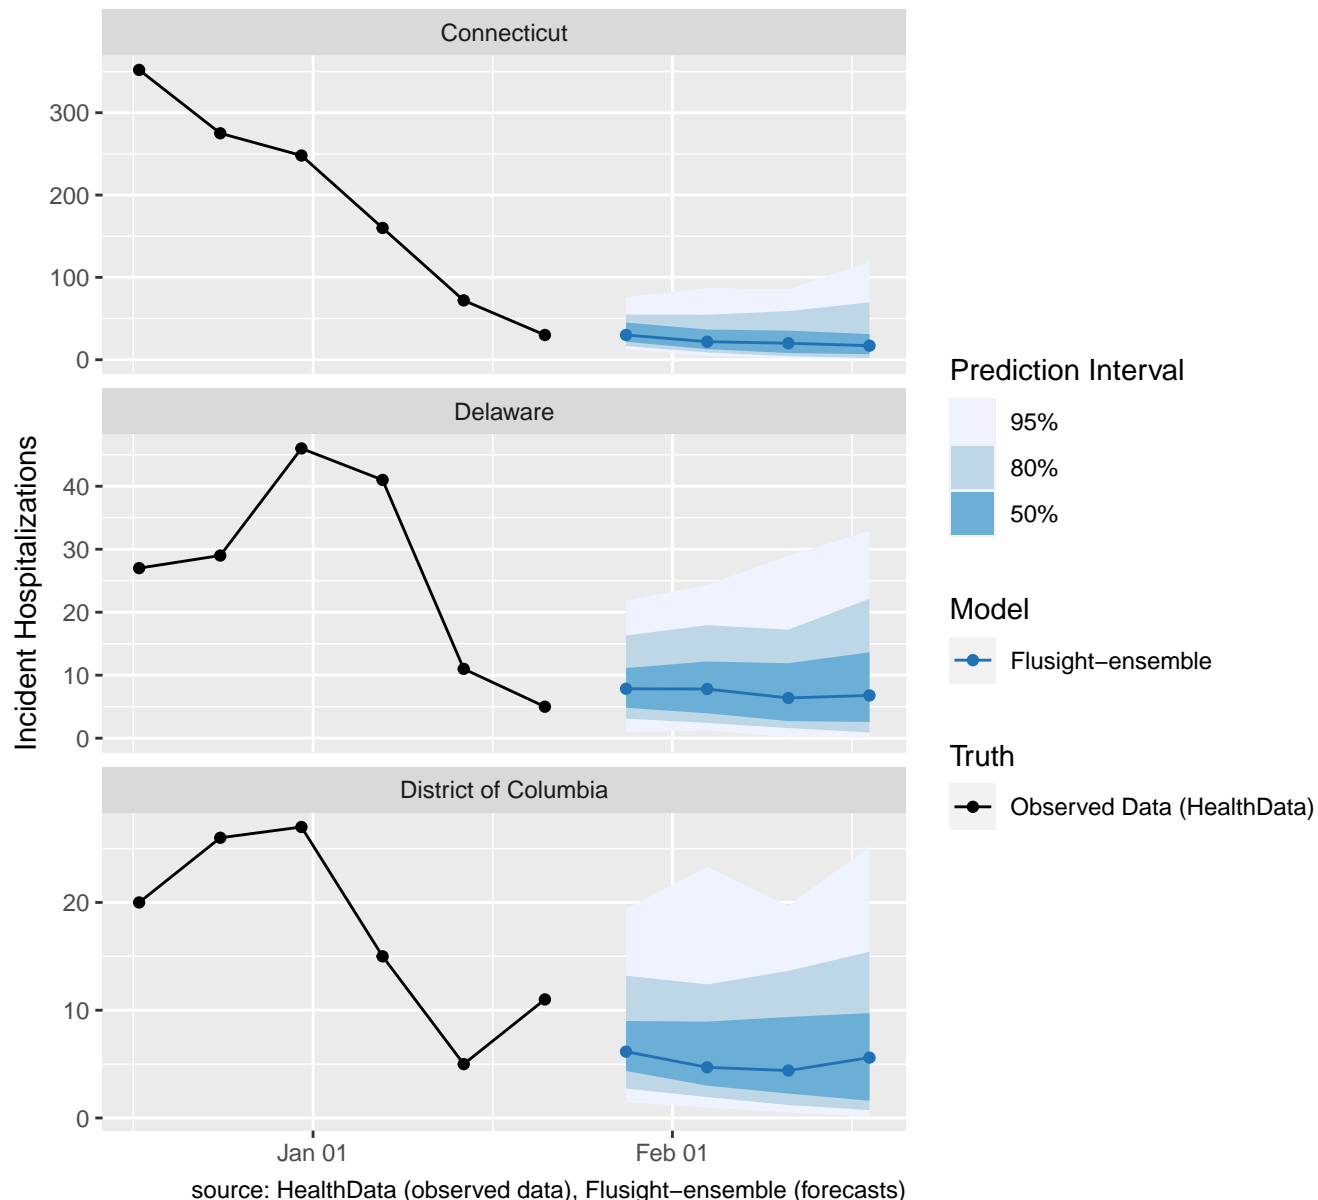 Connecticut
300
200
100
0
Delaware
40
30
20
10
0
District of Columbia
20
10
0
Jan 01
Feb 01
Incident Hospitalizations
source: HealthData (observed data), Flusight−ensemble (forecasts)
Prediction Interval
95%
80%
50%
Model
Flusight−ensemble
Truth
Observed Data (HealthData)